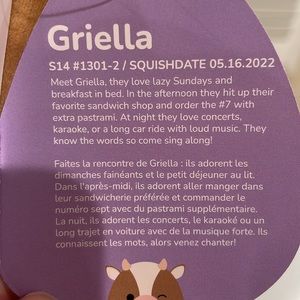 Griella
S14 #1301-2 / SQUISHDATE 05.16.2022
Meet Griella, they love lazy Sundays and
breakfast in bed. In the afternoon they hit up their
favorite sandwich shop and order the #7 with
extra pastrami. At night they love concerts,
karaoke, or a long car ride with loud music. They
know the words so come sing along!
Faites la rencontre de Griella : ils adorent les
dimanches fainéants et le petit déjeuner au lit.
Dans l'après-midi, ils adorent aller manger dans
leur sandwicherie préférée et commander le
numéro sept avec du pastrami supplémentaire.
La nuit, ils adorent les concerts, le karaoké ou un
long trajet en voiture avec de la musique forte. Ils
connaissent les mots, alors venez chanter!